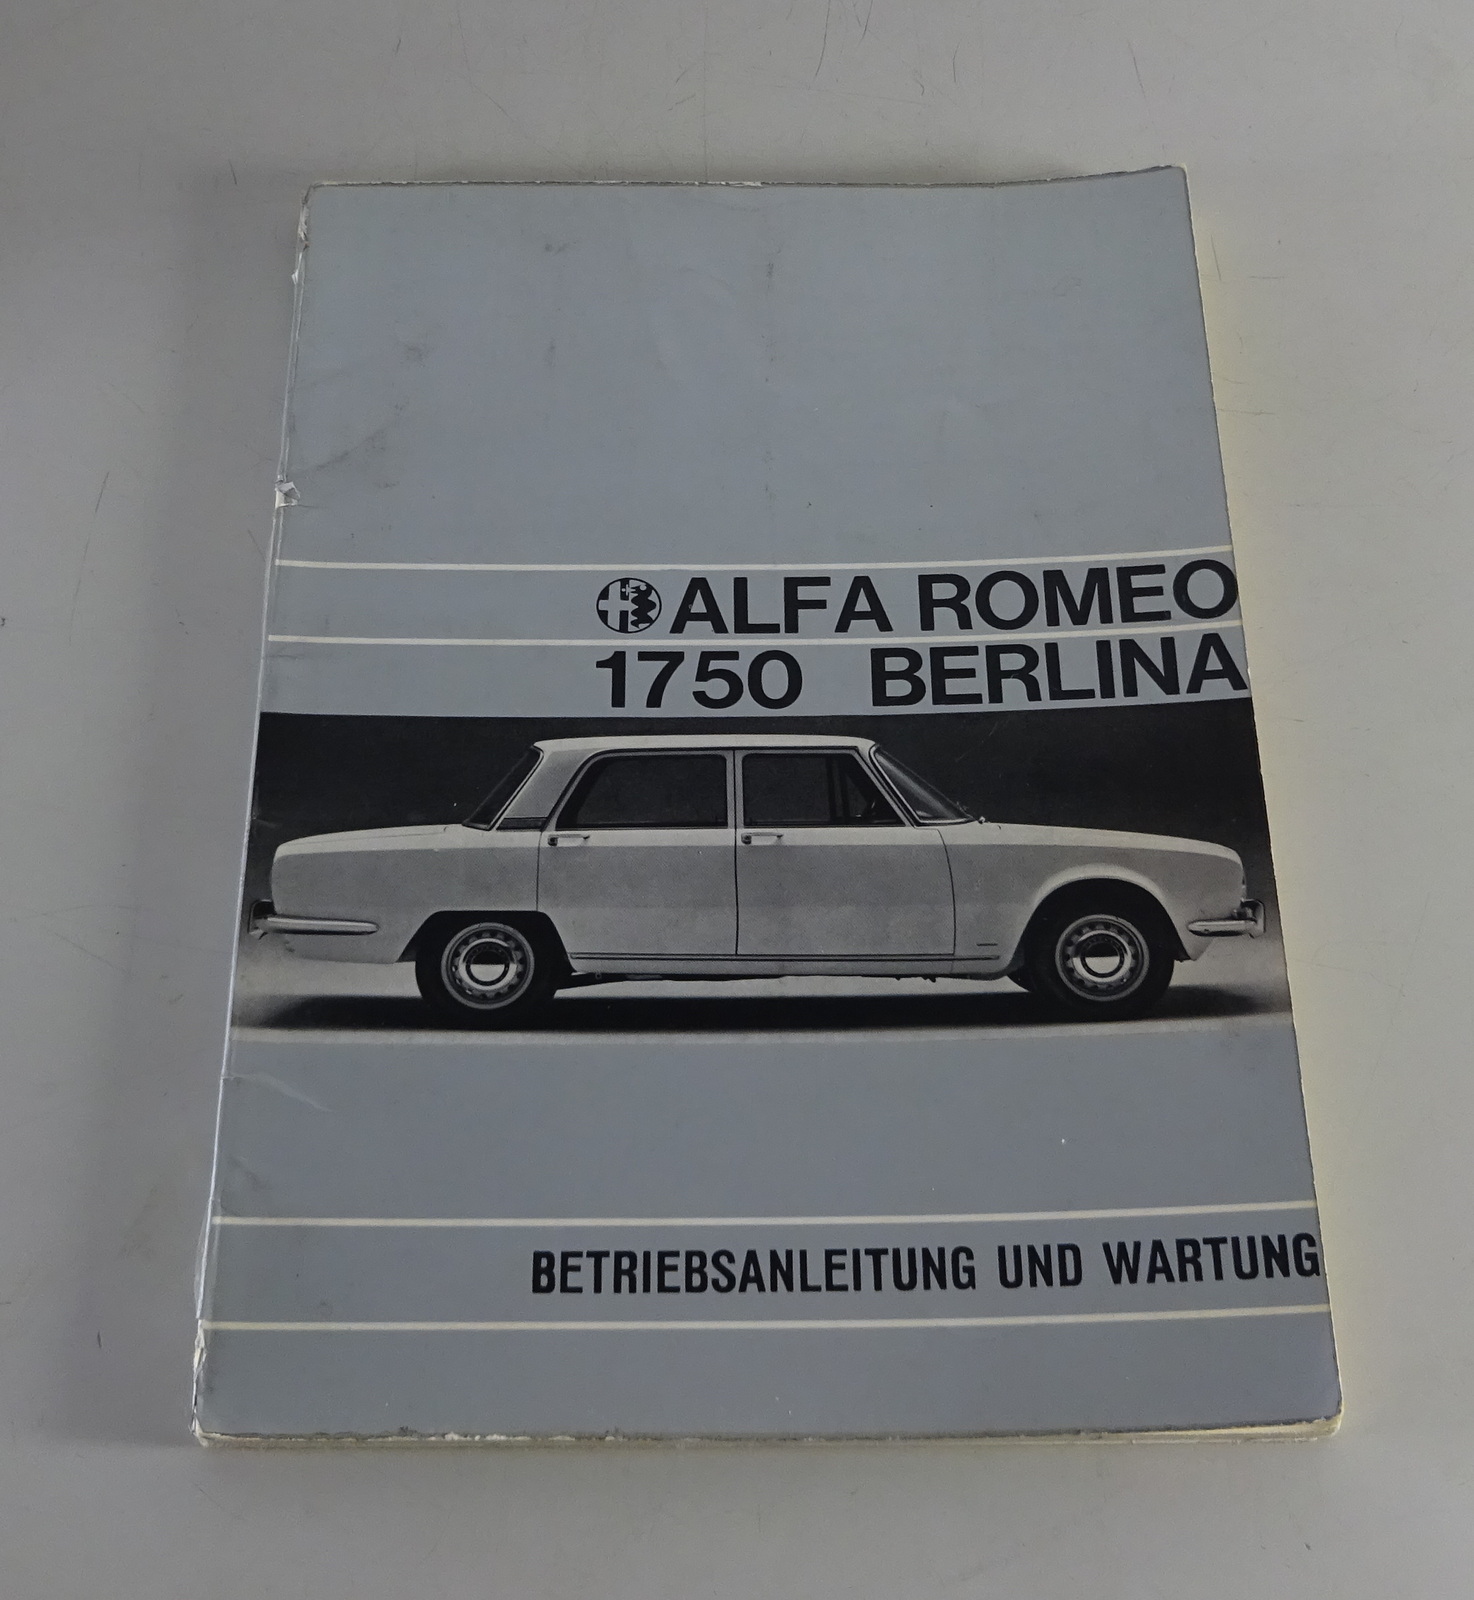 ALFA ROMEO
1750 BERLINA
BETRIEBSANLEITUNG UND WARTUNG